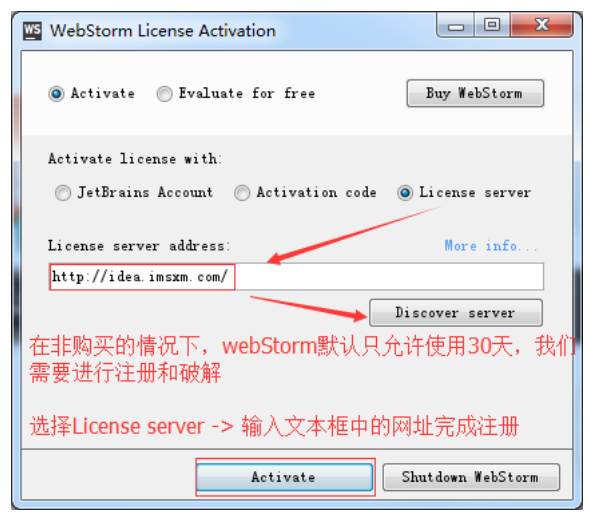 WS WebStorm License Activation
Activate Evaluate for free Buy WebStorm
Activate license with:
JetBrains Account Activation code License server
License server address: More info...
http://idea.imsxm.com/
Discover server
在非购买的情况下，webStorm默认只允许使用30天，我们
需要进行注册和破解
选择License server -> 输入文本框中的网址完成注册
Activate Shutdown WebStorm